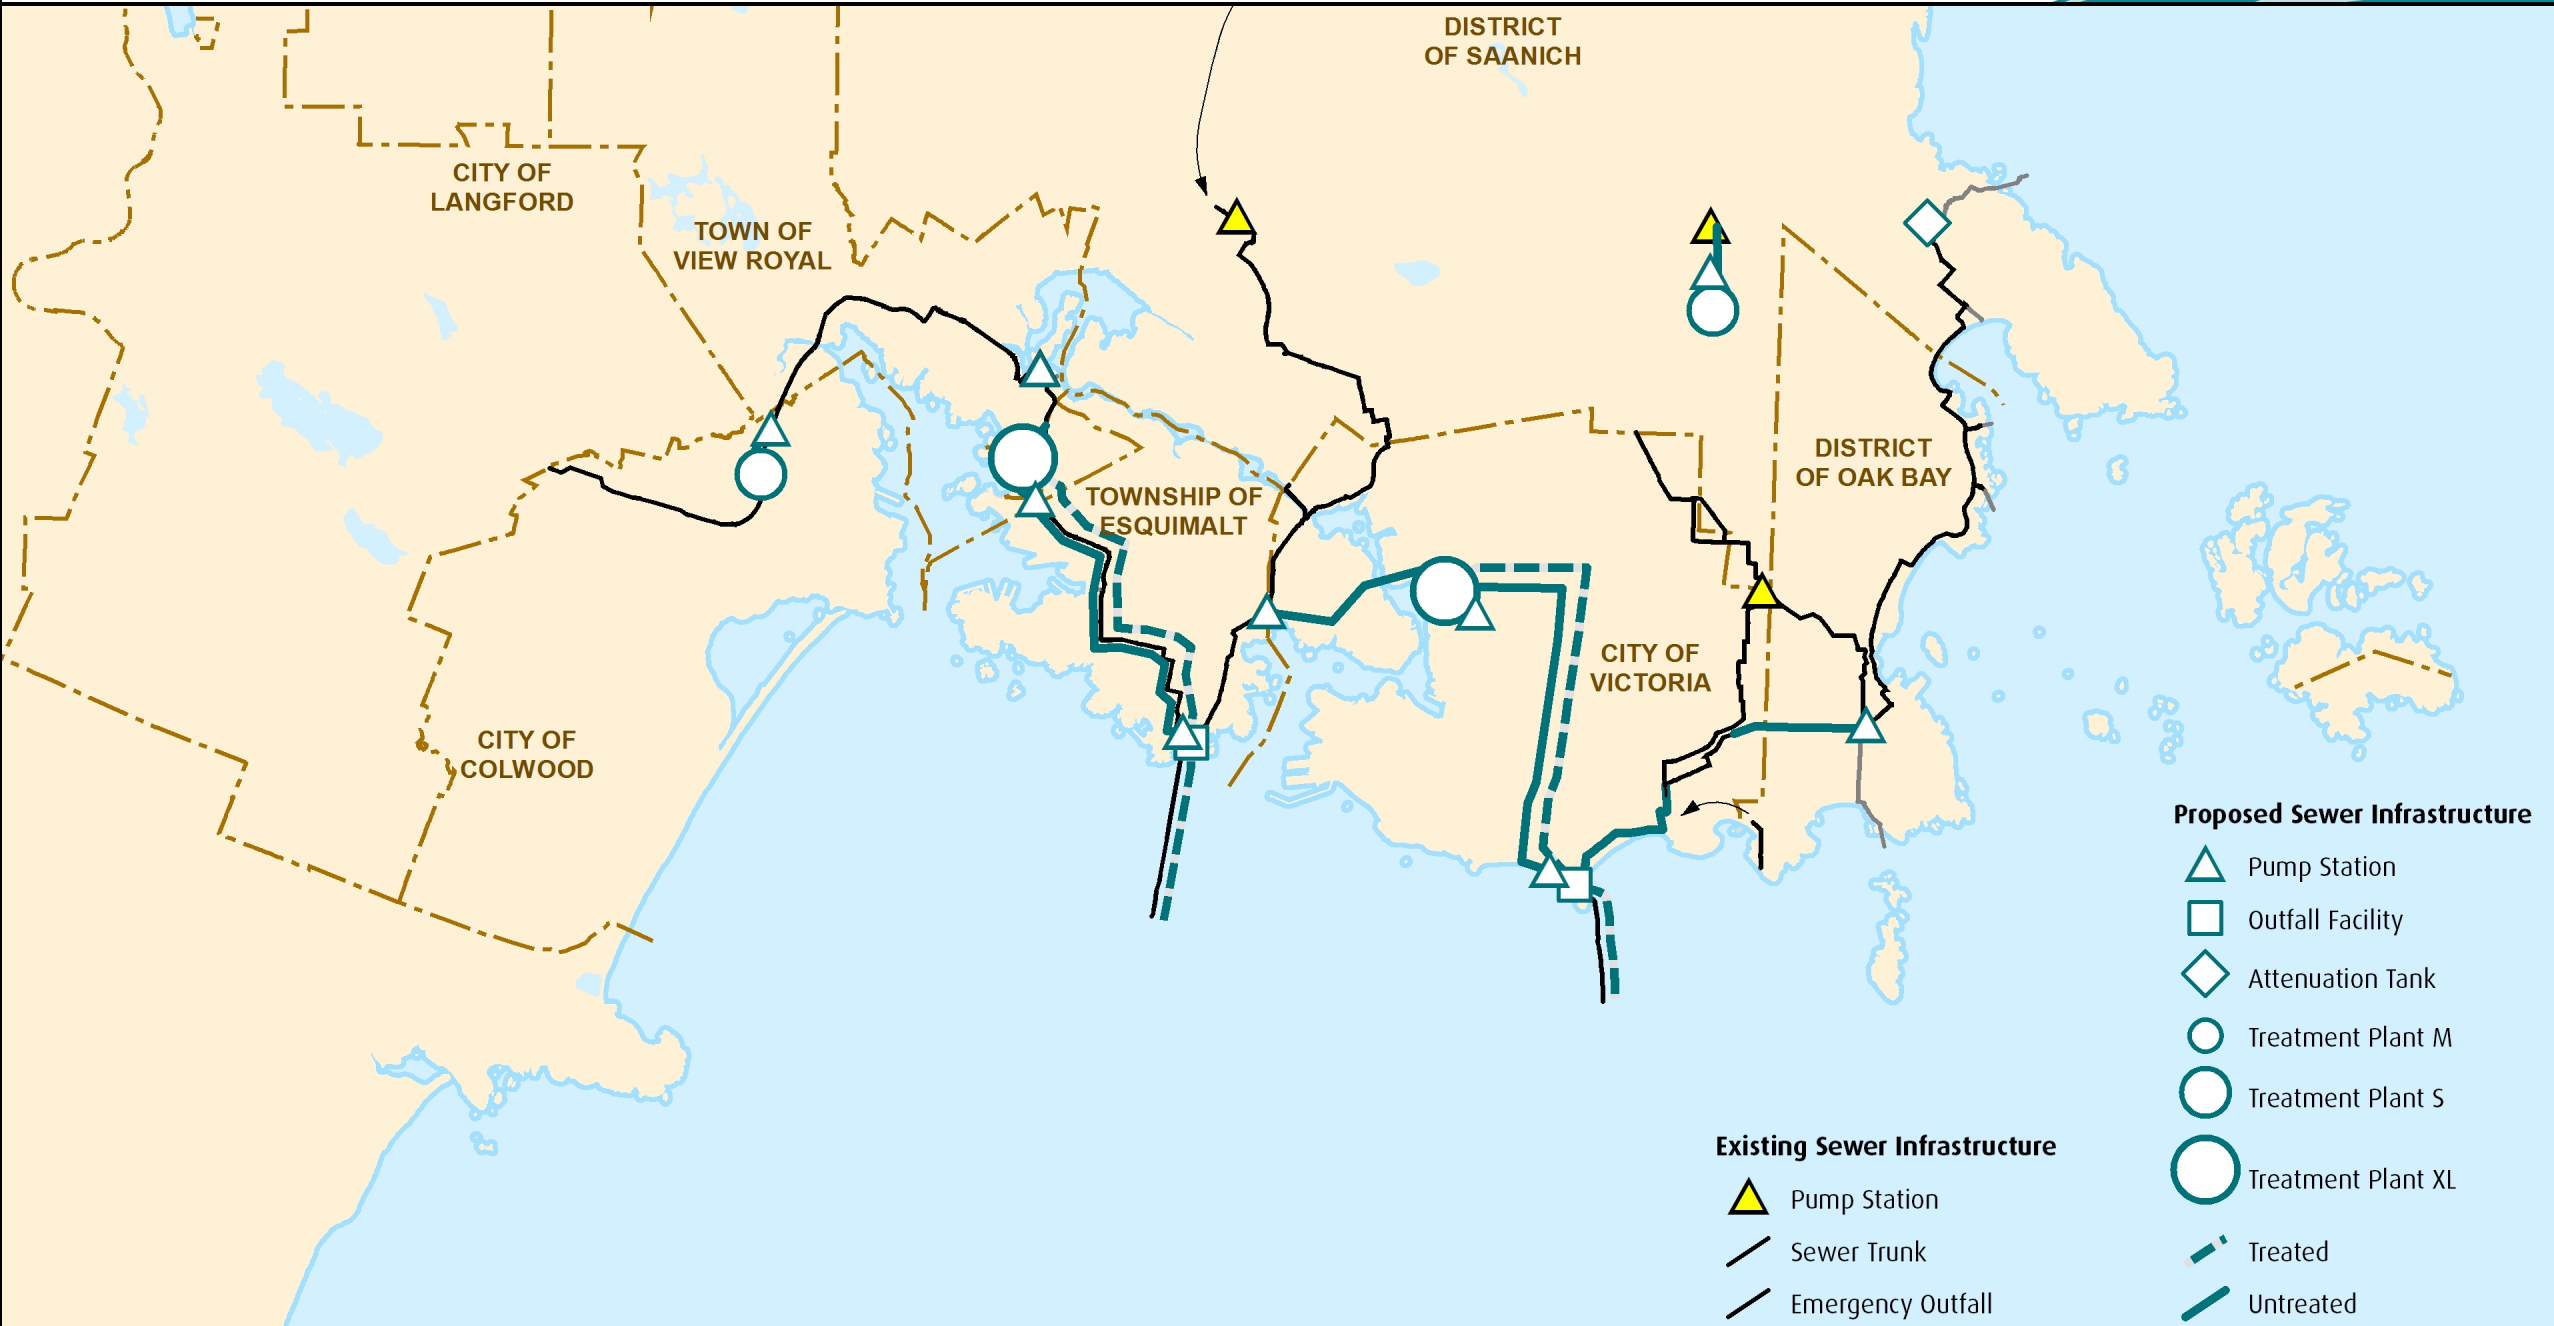 DISTRICT
OF SAANICH
CITY OF
LANGFORD
TOWN OF
VIEW ROYAL
DISTRICT
OF OAK BAY
TOWNSHIP OF
ESQUIMALT
CITY OF
VICTORIA
CITY OF
COLWOOD
Proposed Sewer Infrastructure
Pump Station
Outfall Facility
Attenuation Tank
Treatment Plant M
Treatment Plant S
Treatment Plant XL
Treated
Untreated
Existing Sewer Infrastructure
Pump Station
Sewer Trunk
Emergency Outfall